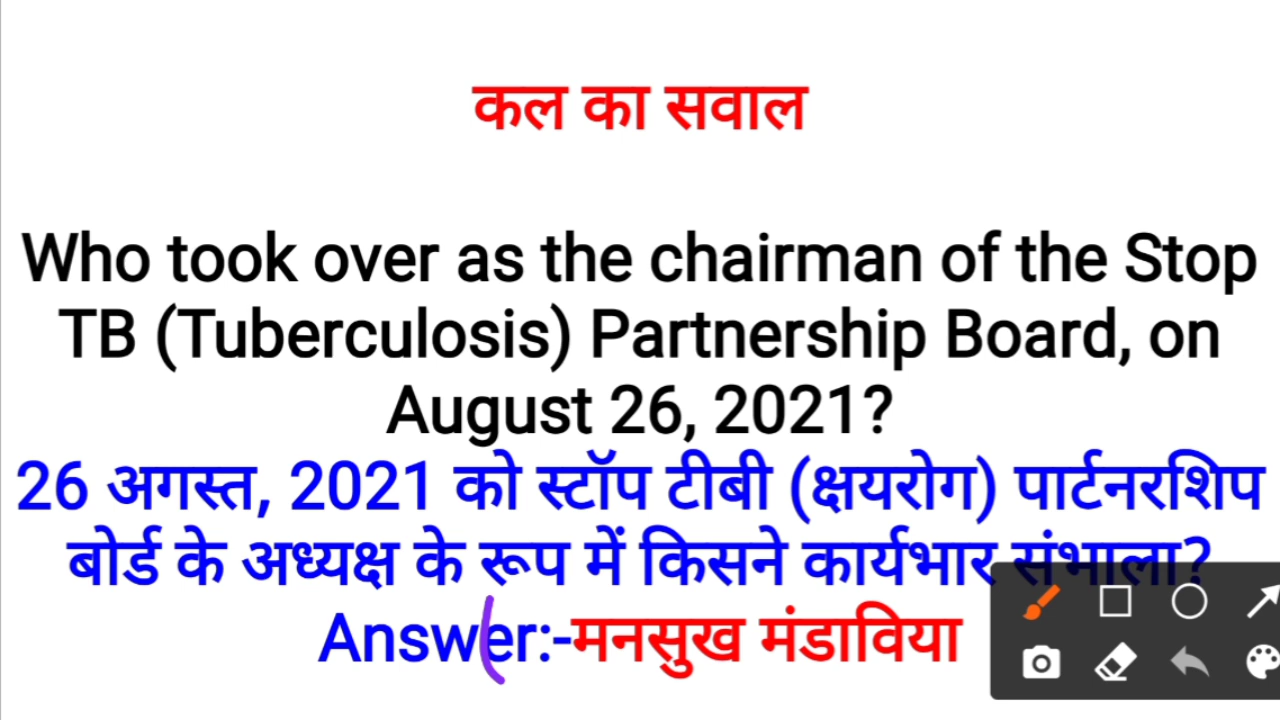 कल का सवाल
Who took over as the chairman of the Stop
TB (Tuberculosis) Partnership Board, on
August 26, 2021?
26 अगस्त, 2021 को स्टॉप टीबी (क्षयरोग) पार्टनरशिप
बोर्ड के अध्यक्ष के रूप में किसने कार्यभार संभाला?
Answer:-मनसुख मंडाविया